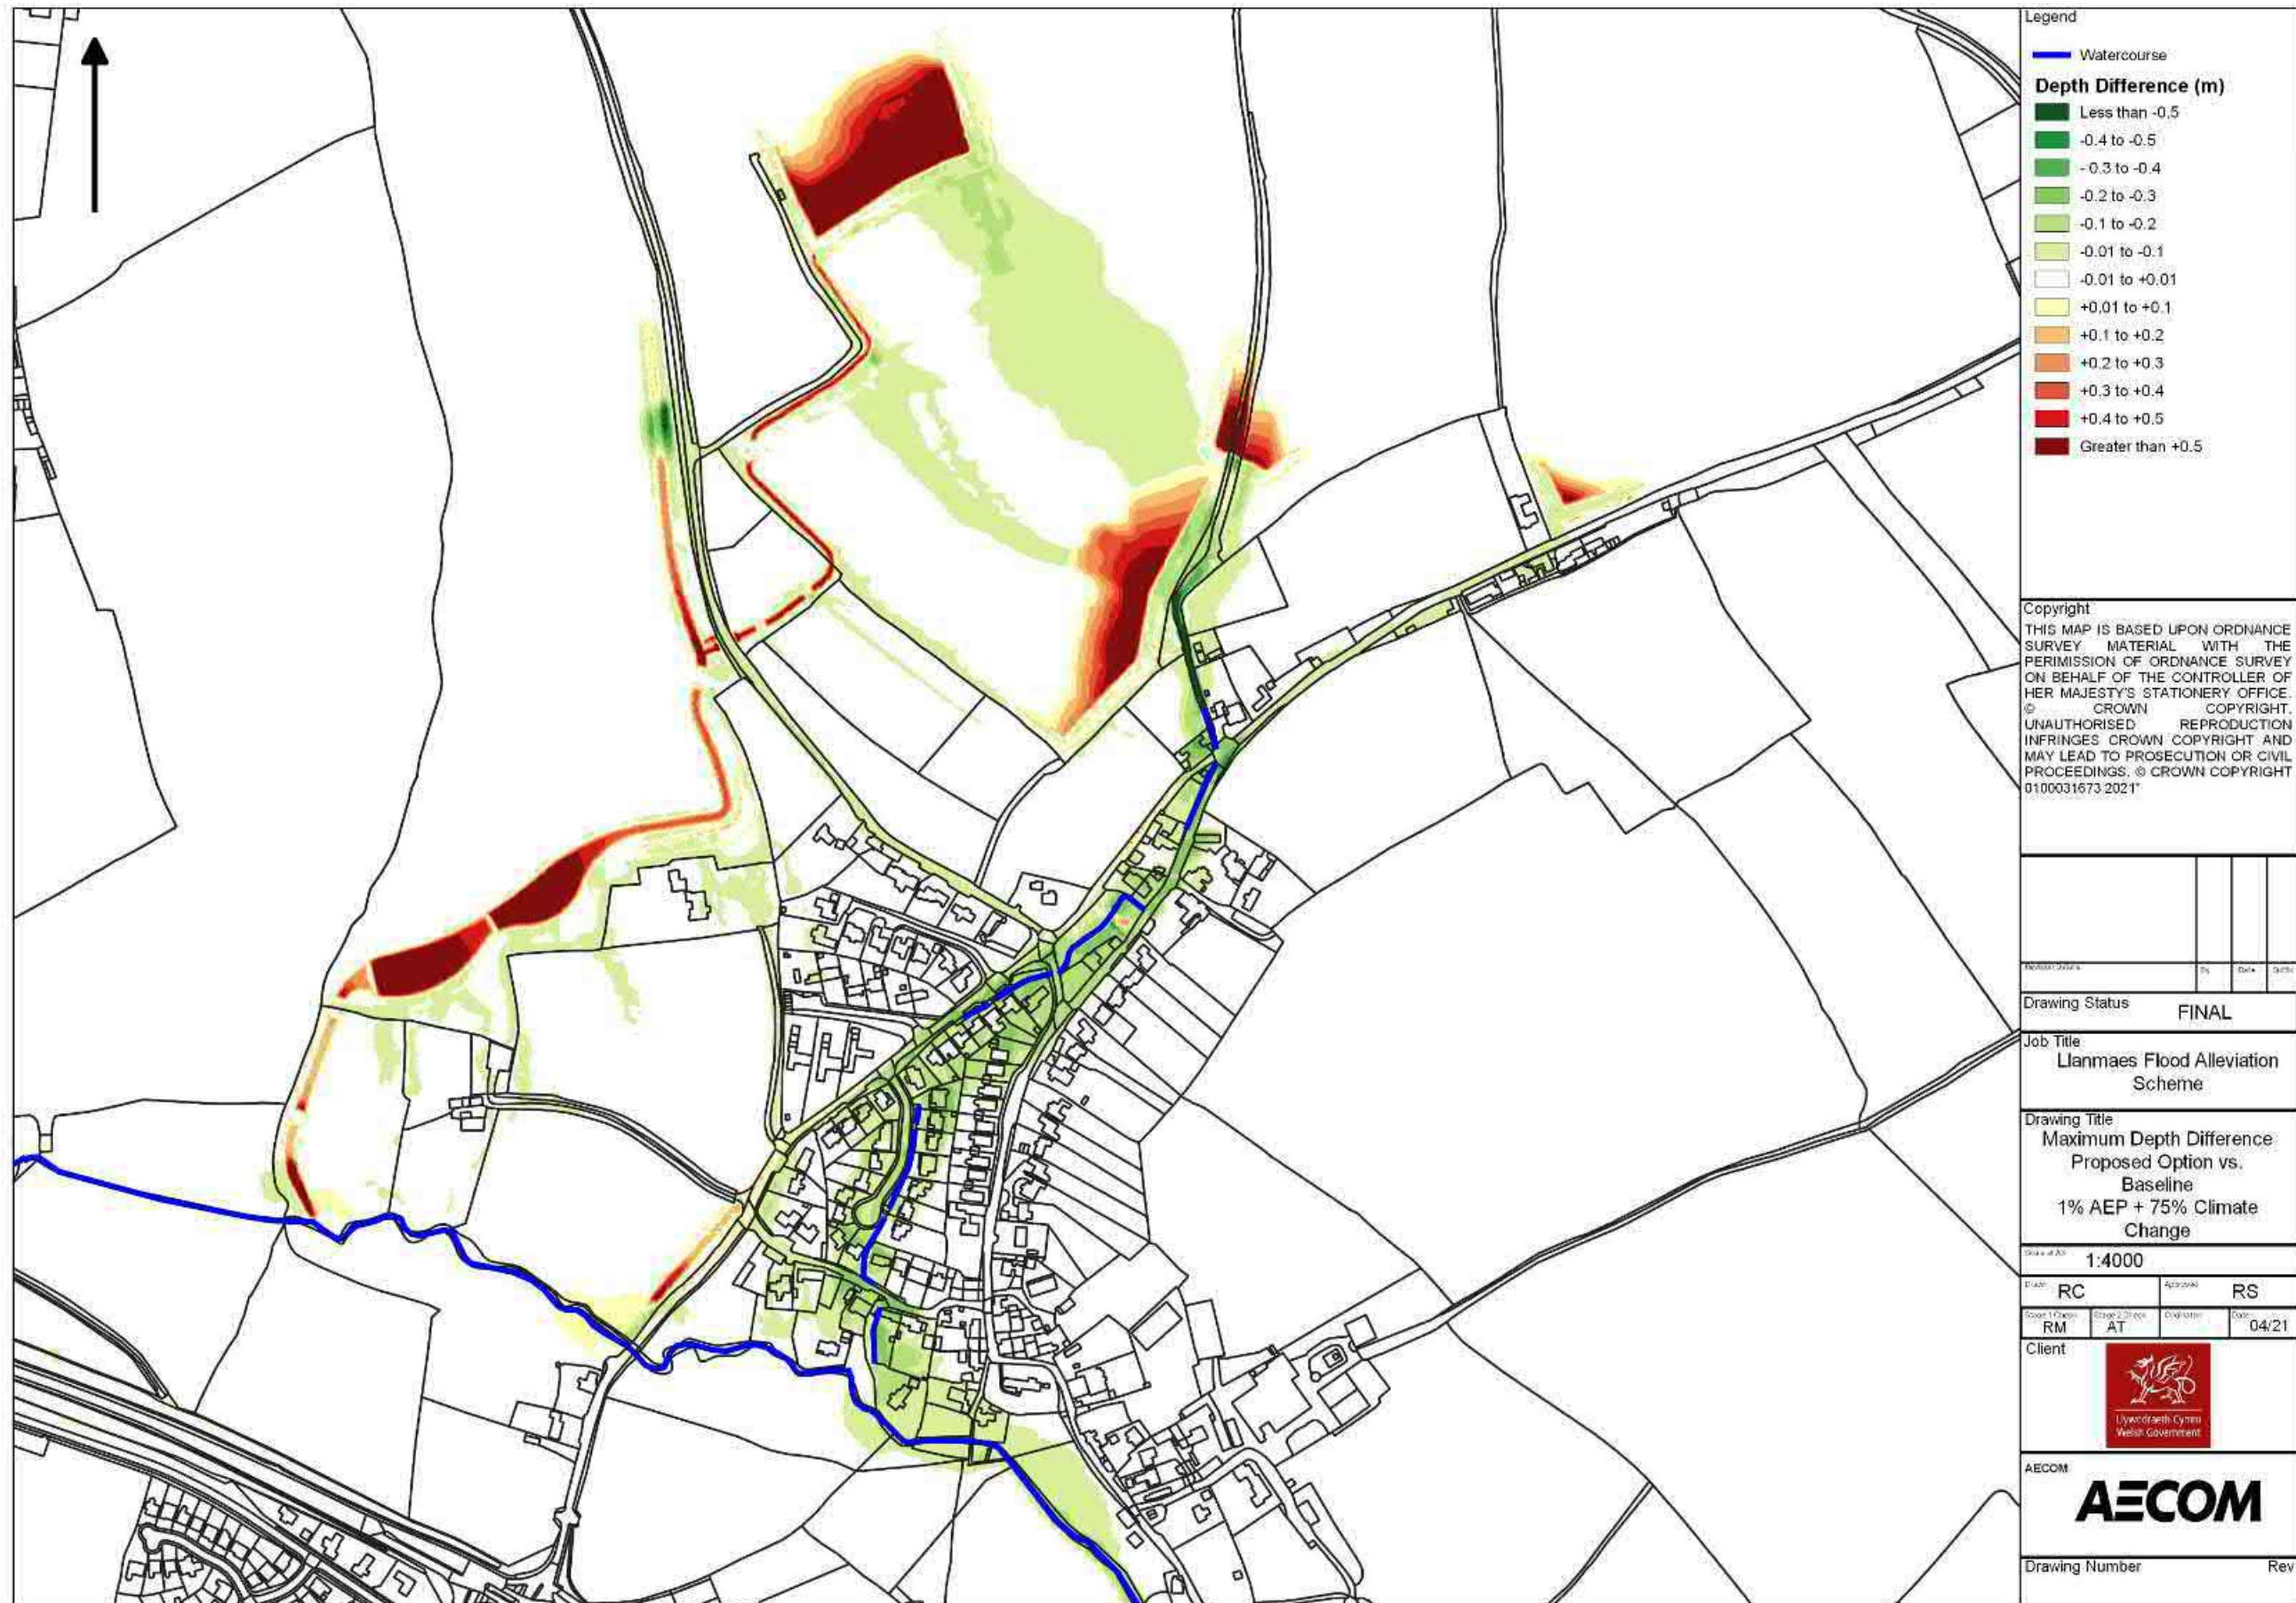 Legend
Watercourse
Depth Difference (m)
Less than -0.5
-0.4 to -0.5
-0.3 to -0.4
-0.2 to -0.3
-0.1 to -0.2
-0.01 to -0.1
-0.01 to +0.01
+0.01 to +0.1
+0.1 to +0.2
+0.2 to +0.3
+0.3 to +0.4
+0.4 to +0.5
Greater than +0.5
Copyright
THIS MAP IS BASED UPON ORDNANCE
SURVEY MATERIAL WITH THE
PERIMISSION OF ORDNANCE SURVEY
ON BEHALF OF THE CONTROLLER OF
HER MAJESTY'S STATIONERY OFFICE.
© CROWN COPYRIGHT.
UNAUTHORISED REPRODUCTION
INFRINGES CROWN COPYRIGHT AND
MAY LEAD TO PROSECUTION OR CIVIL
PROCEEDINGS. © CROWN COPYRIGHT
0100031673 2021"
By Date
Drawing Status FINAL
Job Title
Llanmaes Flood Alleviation
Scheme
Drawing Title
Maximum Depth Difference
Proposed Option vs.
Baseline
1% AEP + 75% Climate
Change
1:4000
RC RS
RM AT 04/21
Client
Llywodraeth Cymru
Welsh Government
AECOM
AECOM
Drawing Number Rev